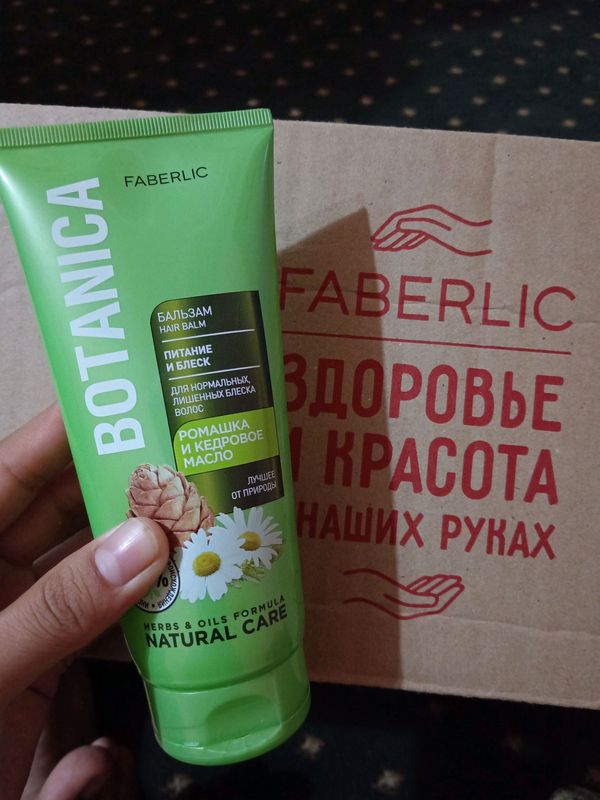 FABERLIC
BOTANICA
БАЛЬЗАМ
HAIR BALM
ПИТАНИЕ
И БЛЕСК
ДЛЯ НОРМАЛЬНЫХ,
ЛИШЕННЫХ БЛЕСКА
ВОЛОС
РОМАШКА
И КЕДРОВОЕ
МАСЛО
ЛУЧШЕЕ
ОТ ПРИРОДЫ
HERBS & OILS FORMULA
NATURAL CARE
FABERLIC
ЗДОРОВЬЕ
И КРАСОТА
НАШИХ РУКАХ